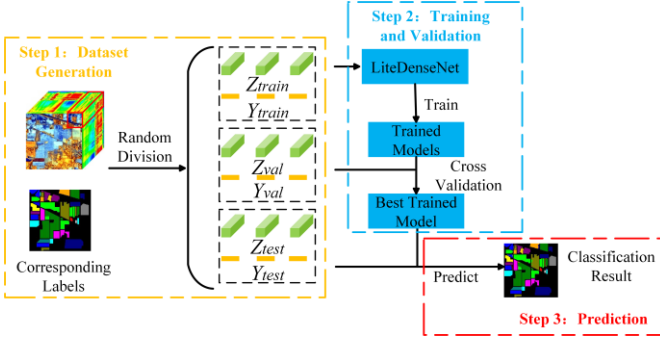 Step 1：Dataset
Generation
Random
Division
Corresponding
Labels
Ztrain
Ytrain
Zval
Yval
Ztest
Ytest
Step 2：Training
and Validation
LiteDenseNet
Train
Trained
Models
Cross
Validation
Best Trained
Model
Predict
Classification
Result
Step 3：Prediction